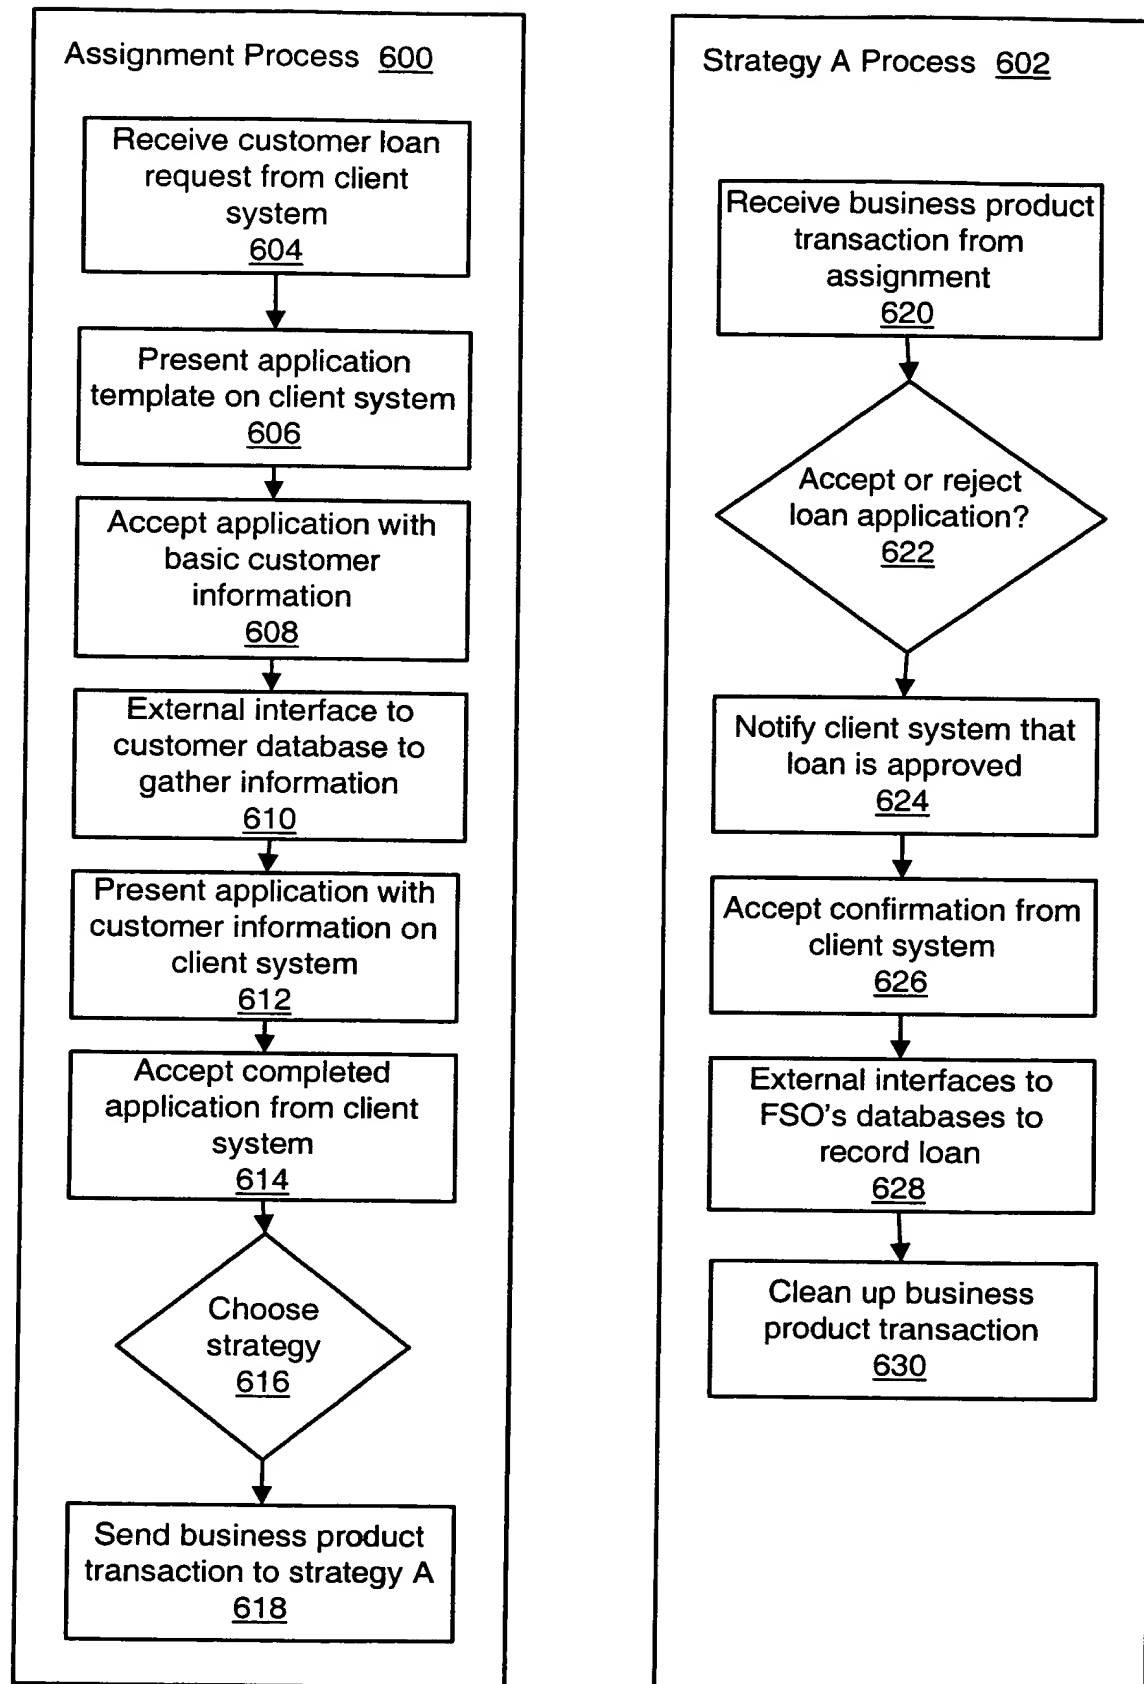 Assignment Process 600
Receive customer loan
request from client
system
604
Present application
template on client system
606
Accept application with
basic customer
information
608
External interface to
customer database to
gather information
610
Present application with
customer information on
client system
612
Accept completed
application from client
system
614
Choose
strategy
616
Send business product
transaction to strategy A
618
Strategy A Process 602
Receive business product
transaction from
assignment
620
Accept or reject
loan application?
622
Notify client system that
loan is approved
624
Accept confirmation from
client system
626
External interfaces to
FSO's databases to
record loan
628
Clean up business
product transaction
630